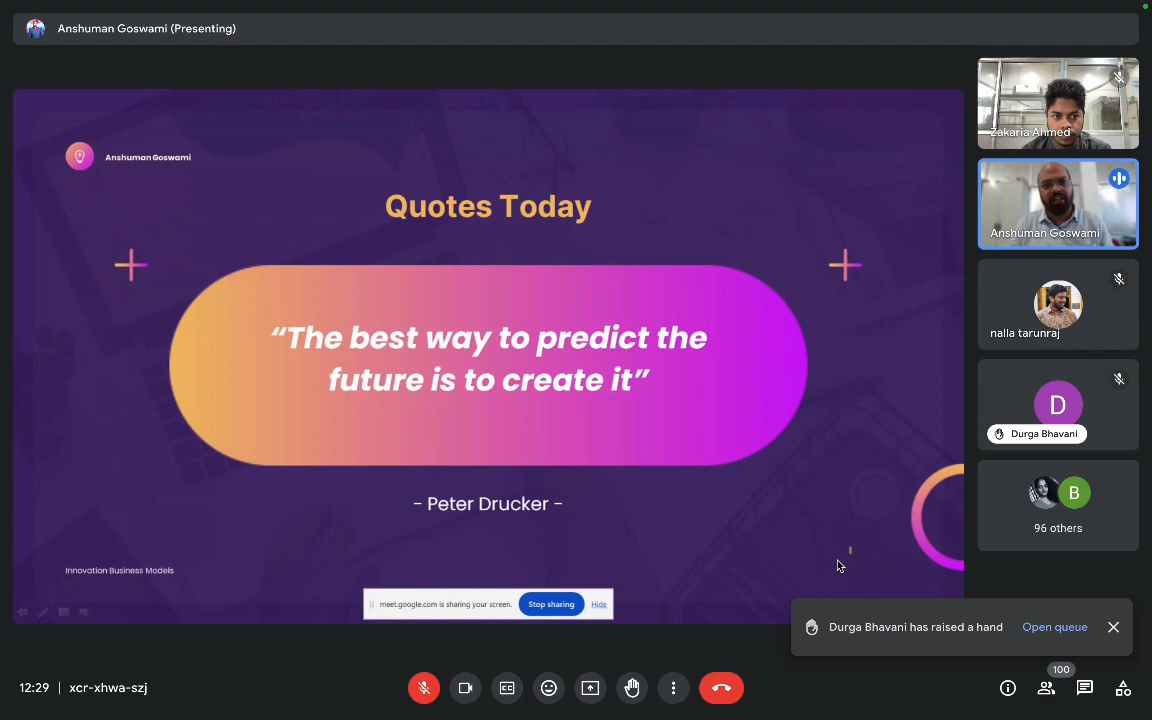 Anshuman Goswami (Presenting)
Anshuman Goswami
Quotes Today
“The best way to predict the
future is to create it”
- Peter Drucker -
Innovation Business Models
meet.google.com is sharing your screen.
Stop sharing
Hide
Zakaria Ahmed
Anshuman Goswami
nalla tarunraj
D
Durga Bhavani
B
96 others
Durga Bhavani has raised a hand
Open queue
12:29 | xcr-xhwa-szj
CC
100